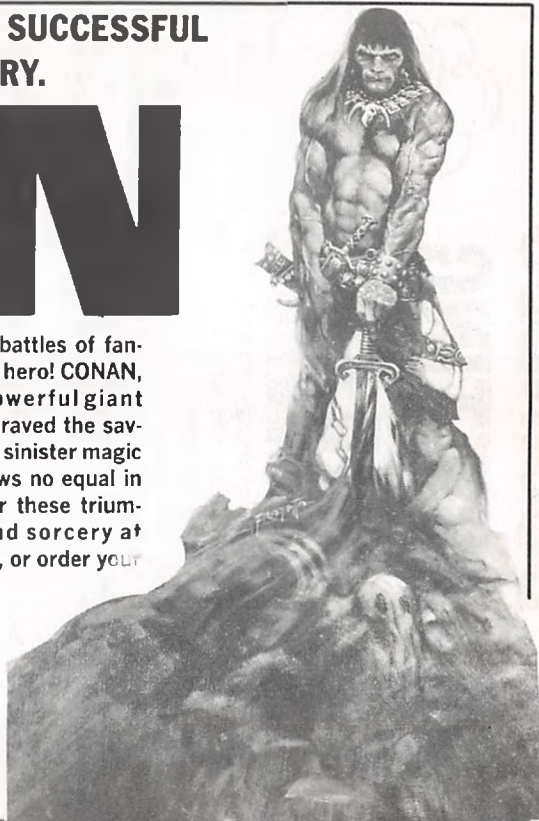 SUCCESSFUL
RY.
N
battles of fan-
hero! CONAN,
owerful giant
raved the sav-
sinister magic
ws no equal in
r these trium-
nd sorcery at
, or order your